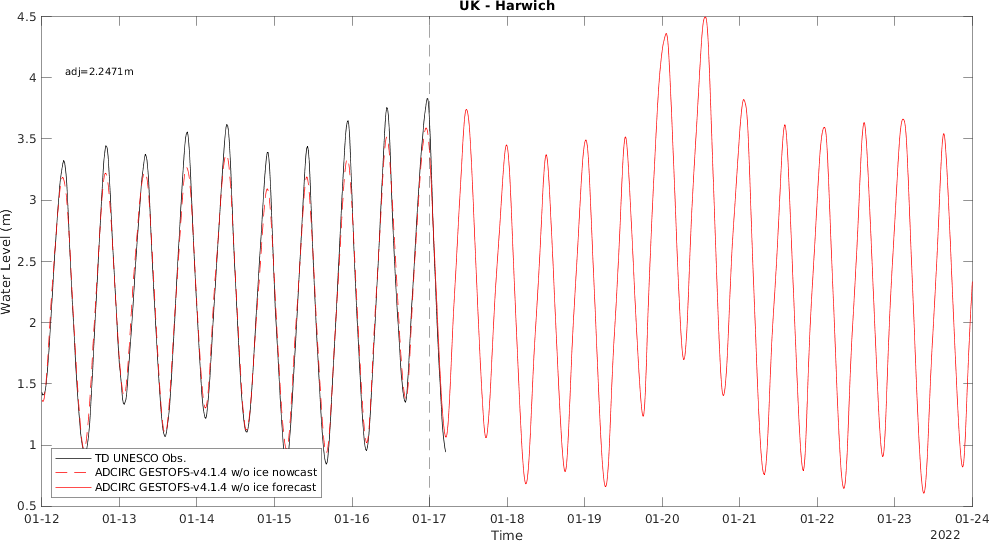 UK - Harwich
adj=2.2471m
Water Level (m)
4.5
4
3.5
3
2.5
2
1.5
1
0.5
TD UNESCO Obs.
ADCIRC GESTOFS-v4.1.4 w/o ice nowcast
ADCIRC GESTOFS-v4.1.4 w/o ice forecast
01-12 01-13 01-14 01-15 01-16 01-17 01-18 01-19 01-20 01-21 01-22 01-23 01-24
Time
2022